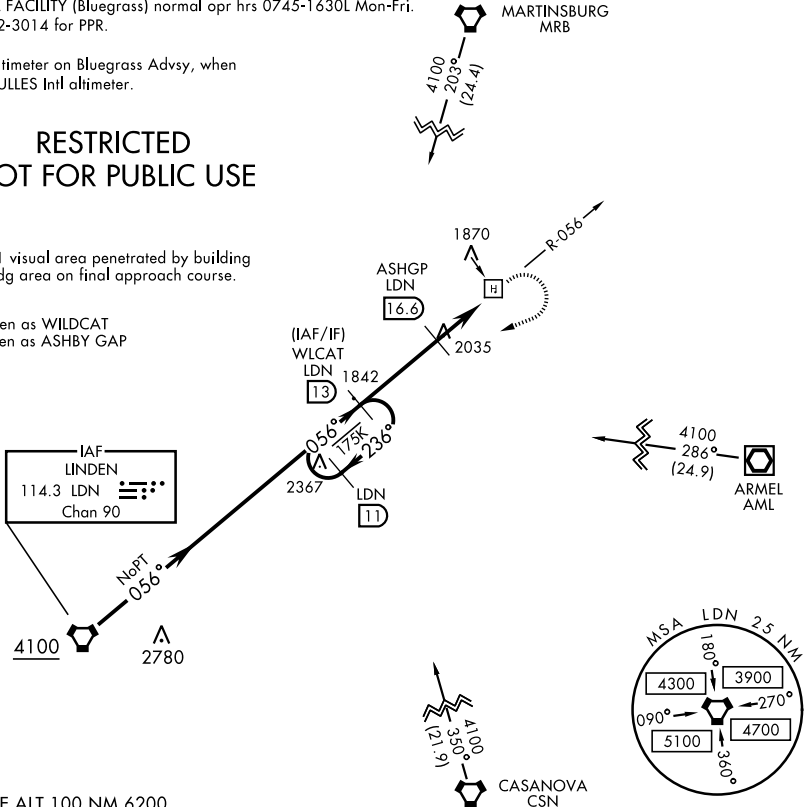 FACILITY (Bluegrass) normal opr hrs 0745-1630L Mon-Fri.
2-3014 for PPR.
timeter on Bluegrass Advsy, when
ULLES Intl altimeter.
RESTRICTED
OT FOR PUBLIC USE
visual area penetrated by building
dg area on final approach course.
en as WILDCAT
en as ASHBY GAP
MARTINSBURG
MRB
4100
203°
(24.4)
R-056
1870
H
ASHGP
LDN
16.6
2035
(IAF/IF)
WLCAT
LDN
13
1842
056°
175K
236°
2367
LDN
11
IAF
LINDEN
114.3 LDN
Chan 90
NoPT
056°
4100
2780
4100
286°
(24.9)
ARMEL
AML
4100
350°
(21.9)
CASANOVA
CSN
MSA LDN 25 NM
180°
4300
3900
270°
090°
5100
4700
360°
E ALT 100 NM 6200